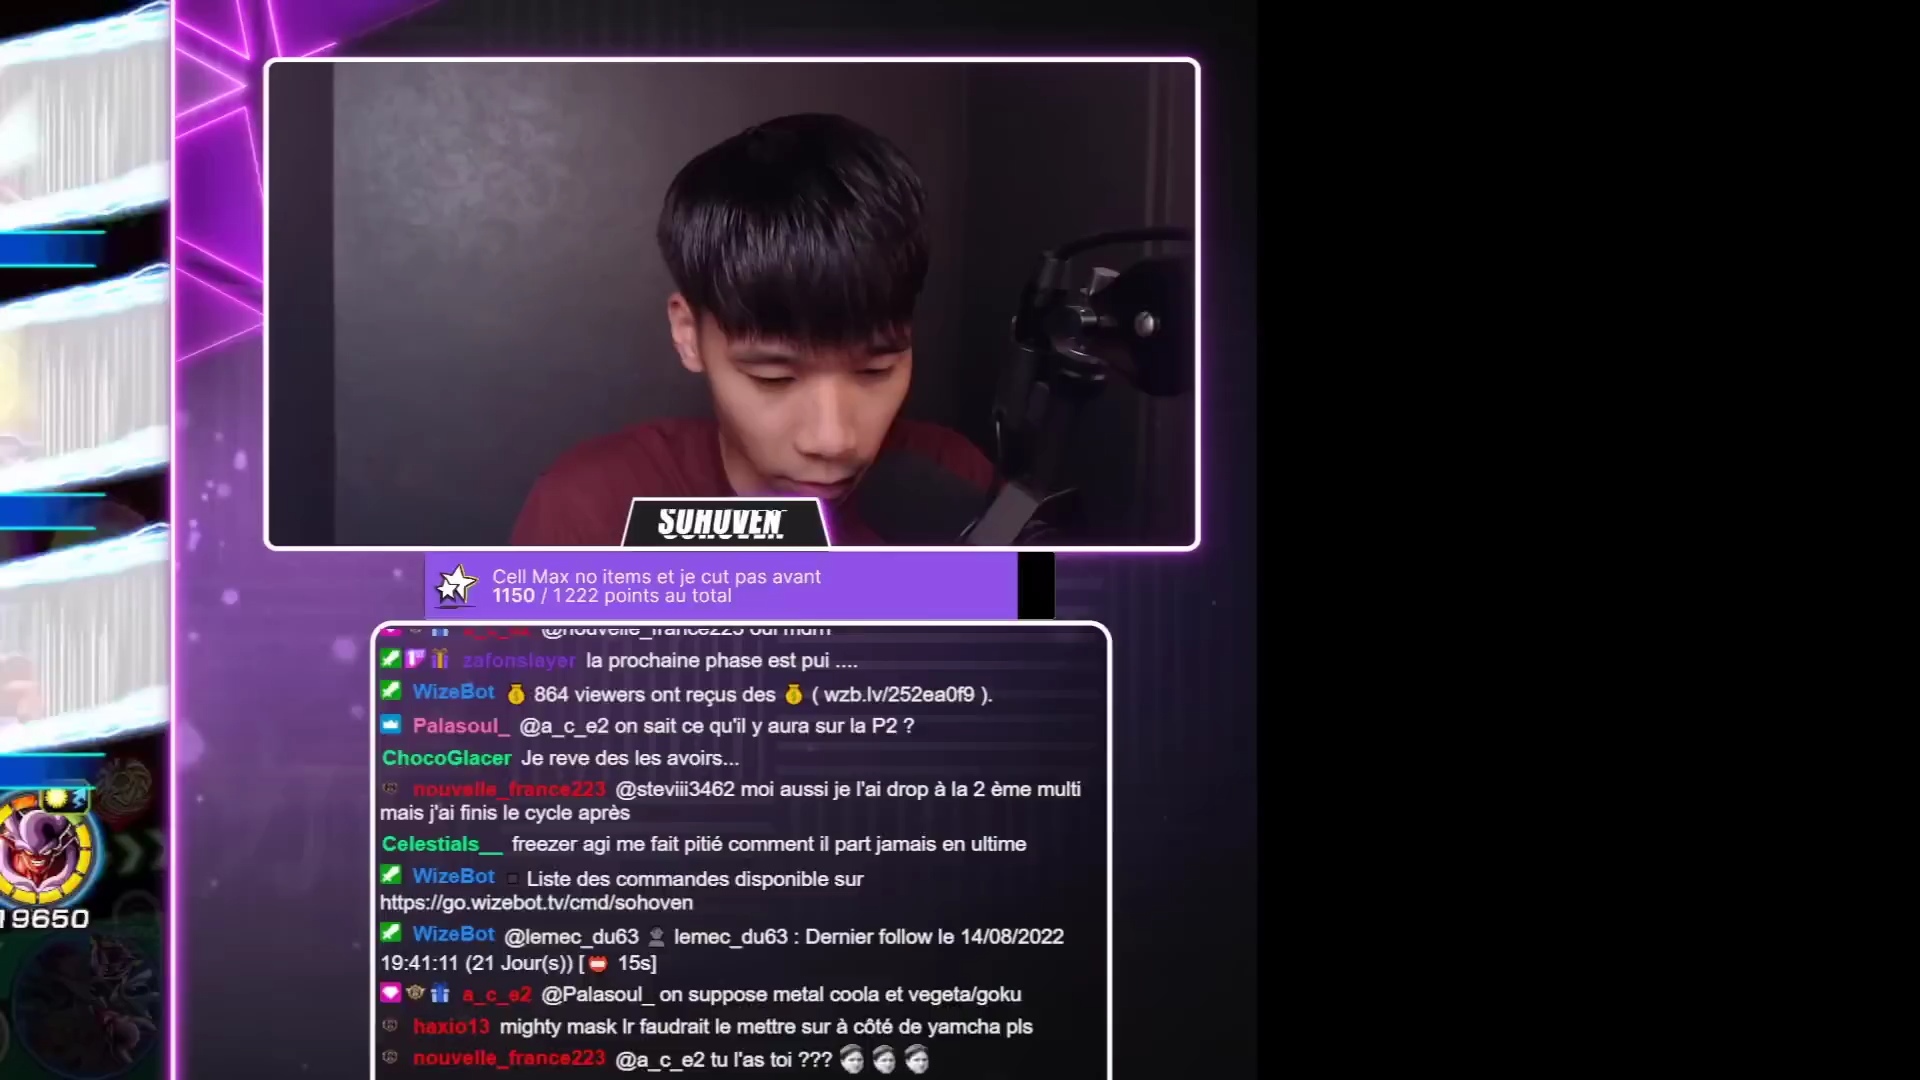 SUHUVEN
Cell Max no items et je cut pas avant
1150 / 1 222 points au total
@nouvelle_france223 oui mdrr
zafonslayer la prochaine phase est pui ....
WizeBot 864 viewers ont reçus des ( wzb.lv/252ea0f9 ).
Palasoul_ @a_c_e2 on sait ce qu'il y aura sur la P2 ?
ChocoGlacer Je reve des les avoirs...
nouvelle_france223 @steviii3462 moi aussi je l'ai drop à la 2 ème multi
mais j'ai finis le cycle après
Celestials__ freezer agi me fait pitié comment il part jamais en ultime
WizeBot Liste des commandes disponible sur
https://go.wizebot.tv/cmd/sohoven
WizeBot @lemec_du63 lemec_du63 : Dernier follow le 14/08/2022
19:41:11 (21 Jour(s)) [ 15s]
a_c_e2 @Palasoul_ on suppose metal coola et vegeta/goku
haxio13 mighty mask lr faudrait le mettre sur à côté de yamcha pls
nouvelle_france223 @a_c_e2 tu l'as toi ???
19650